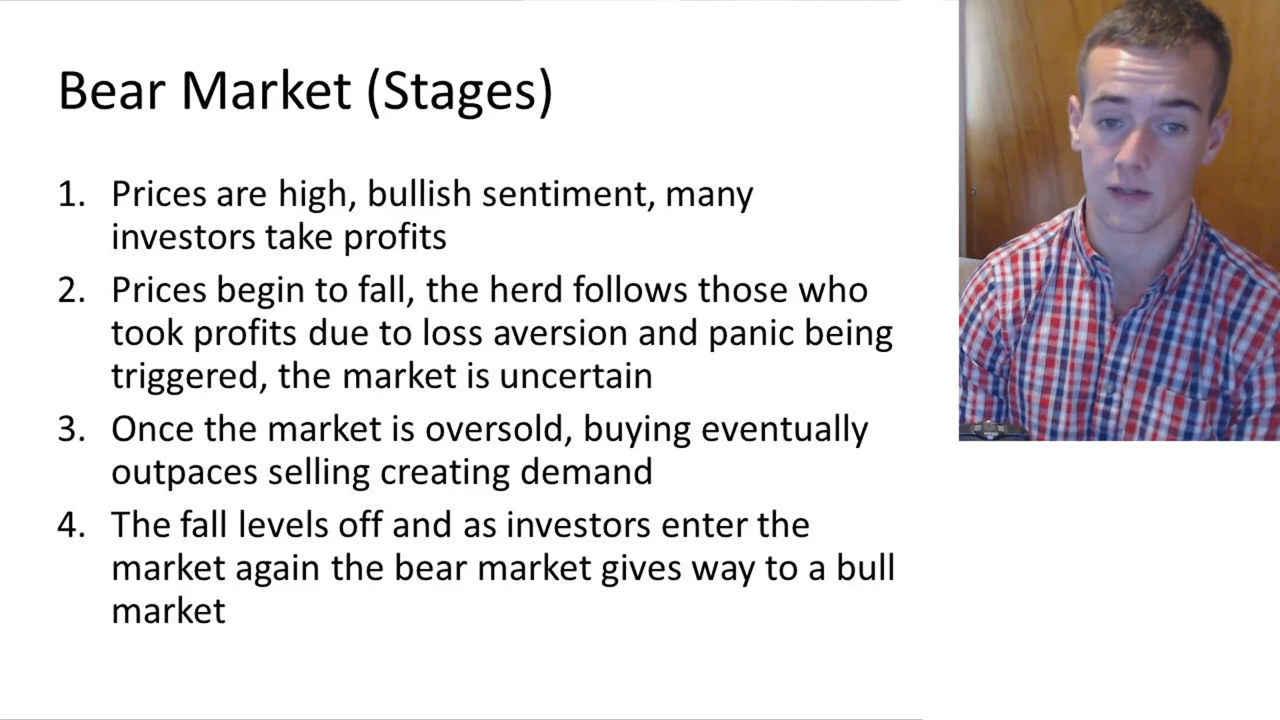 Bear Market (Stages)
1. Prices are high, bullish sentiment, many
investors take profits
2. Prices begin to fall, the herd follows those who
took profits due to loss aversion and panic being
triggered, the market is uncertain
3. Once the market is oversold, buying eventually
outpaces selling creating demand
4. The fall levels off and as investors enter the
market again the bear market gives way to a bull
market